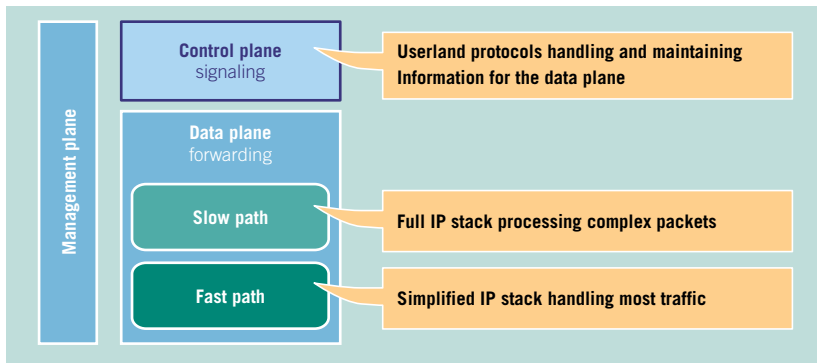 Management plane
Control plane
signaling
Userland protocols handling and maintaining
Information for the data plane
Data plane
forwarding
Slow path
Full IP stack processing complex packets
Fast path
Simplified IP stack handling most traffic